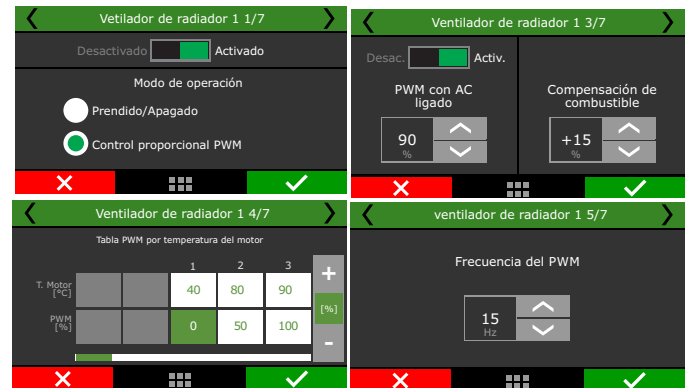 Vetilador de radiador 1 1/7
Desactivado Activado
Modo de operación
Prendido/Apagado
Control proporcional PWM
Ventilador de radiador 1 3/7
Desac. Activ.
PWM con AC
ligado
90
%
Compensación de
combustible
+15
%
Ventilador de radiador 1 4/7
Tabla PWM por temperatura del motor
1 2 3
T. Motor
[ºC]
40 80 90
PWM
[%]
0 50 100
+
[%]
-
ventilador de radiador 1 5/7
Frecuencia del PWM
15
Hz